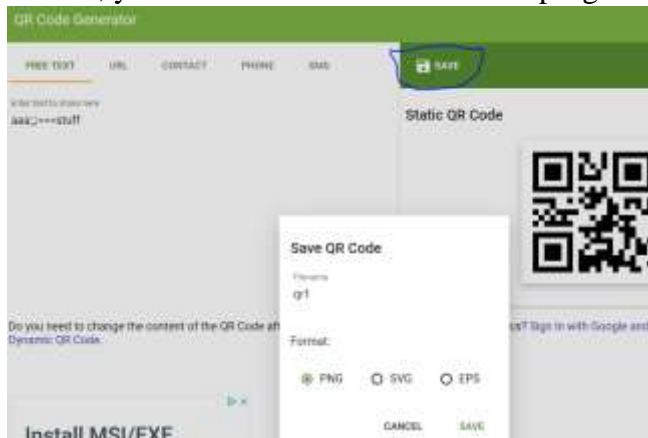 QR Code Generator
FREE TEXT URL CONTACT PHONE SMS
SAVE
Static QR Code
Save QR Code
Filename
qr1
Do you need to change the content of the QR Code
Dynamic QR Code.
us? Sign in with Google and
Format:
PNG SVG EPS
CANCEL SAVE
Install MSI/EXE